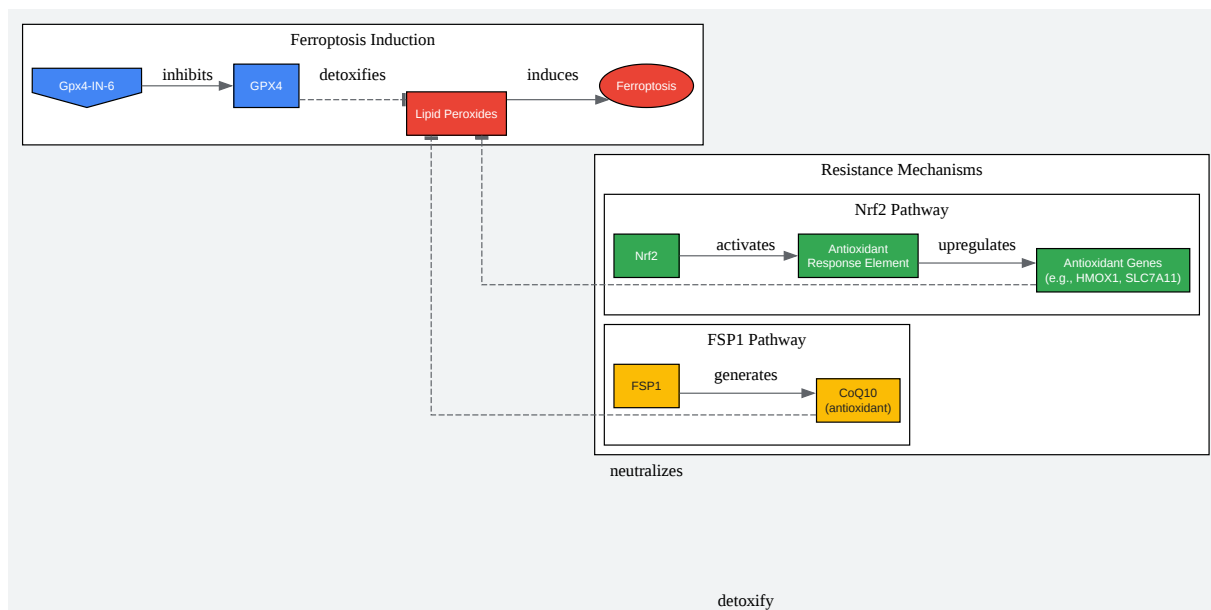 Ferroptosis Induction
Gpx4-IN-6
inhibits
GPX4
detoxifies
Lipid Peroxides
induces
Ferroptosis
Resistance Mechanisms
Nrf2 Pathway
Nrf2
activates
Antioxidant
Response Element
upregulates
Antioxidant Genes
(e.g., HMOX1, SLC7A11)
FSP1 Pathway
FSP1
generates
CoQ10
(antioxidant)
neutralizes
detoxify